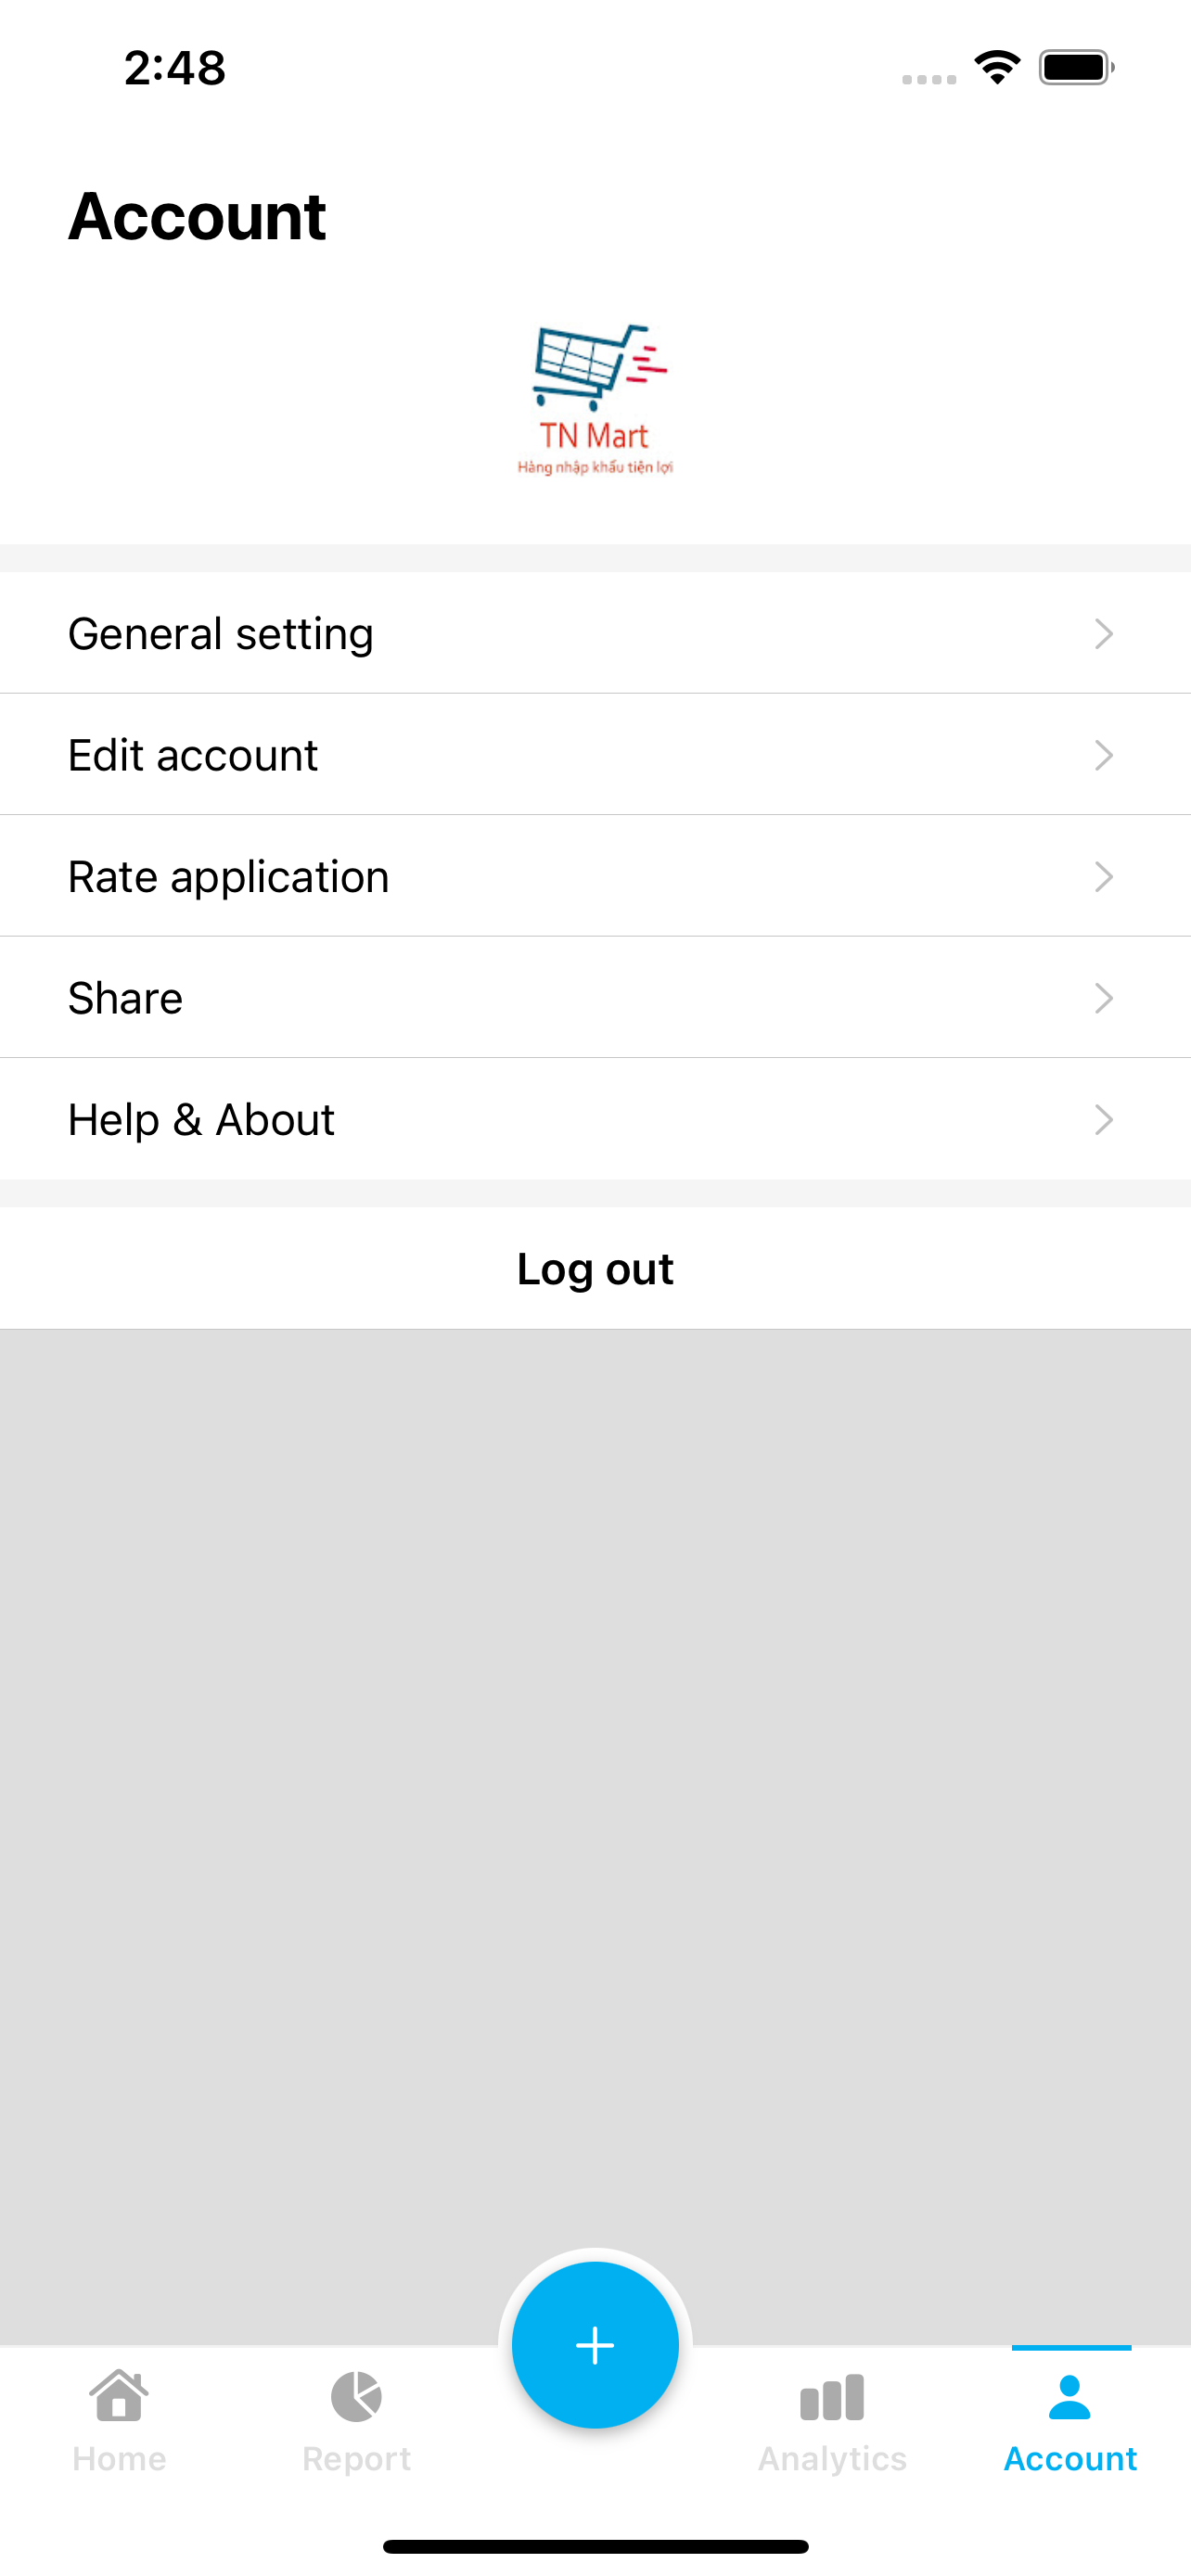 2:48
Account
TN Mart
Hàng nhập khẩu tiện lợi
General setting
Edit account
Rate application
Share
Help & About
Log out
Home
Report
Analytics
Account